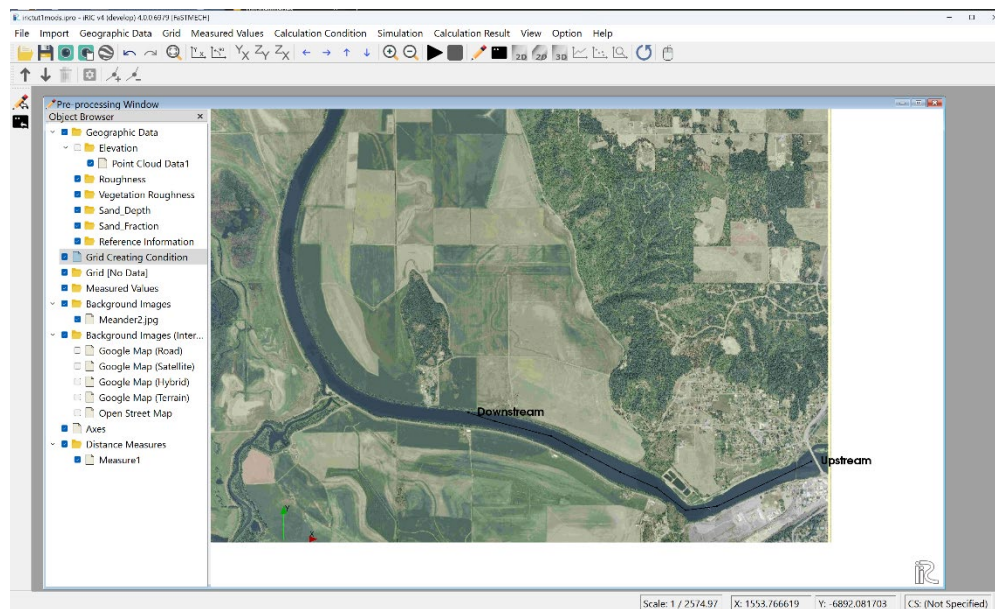 irictut1mods.ipro - iRIC v4 (develop) 4.0.0.6979 [FaSTMECH]
File Import Geographic Data Grid Measured Values Calculation Condition Simulation Calculation Result View Option Help
Pre-processing Window
Object Browser
Geographic Data
Elevation
Point Cloud Data1
Roughness
Vegetation Roughness
Sand_Depth
Sand_Fraction
Reference Information
Grid Creating Condition
Grid [No Data]
Measured Values
Background Images
Meander2.jpg
Background Images (Inter...
Google Map (Road)
Google Map (Satellite)
Google Map (Hybrid)
Google Map (Terrain)
Open Street Map
Axes
Distance Measures
Measure1
Downstream
Upstream
Y
X
Scale: 1 / 2574.97 X: 1553.766619 Y: -6892.081703 CS: (Not Specified)